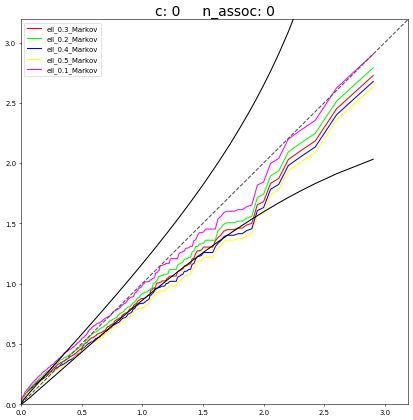 c: 0 n_assoc: 0
ell_0.3_Markov
ell_0.2_Markov
ell_0.4_Markov
ell_0.5_Markov
ell_0.1_Markov
3.0
2.5
2.0
1.5
1.0
0.5
0.0
0.0 0.5 1.0 1.5 2.0 2.5 3.0